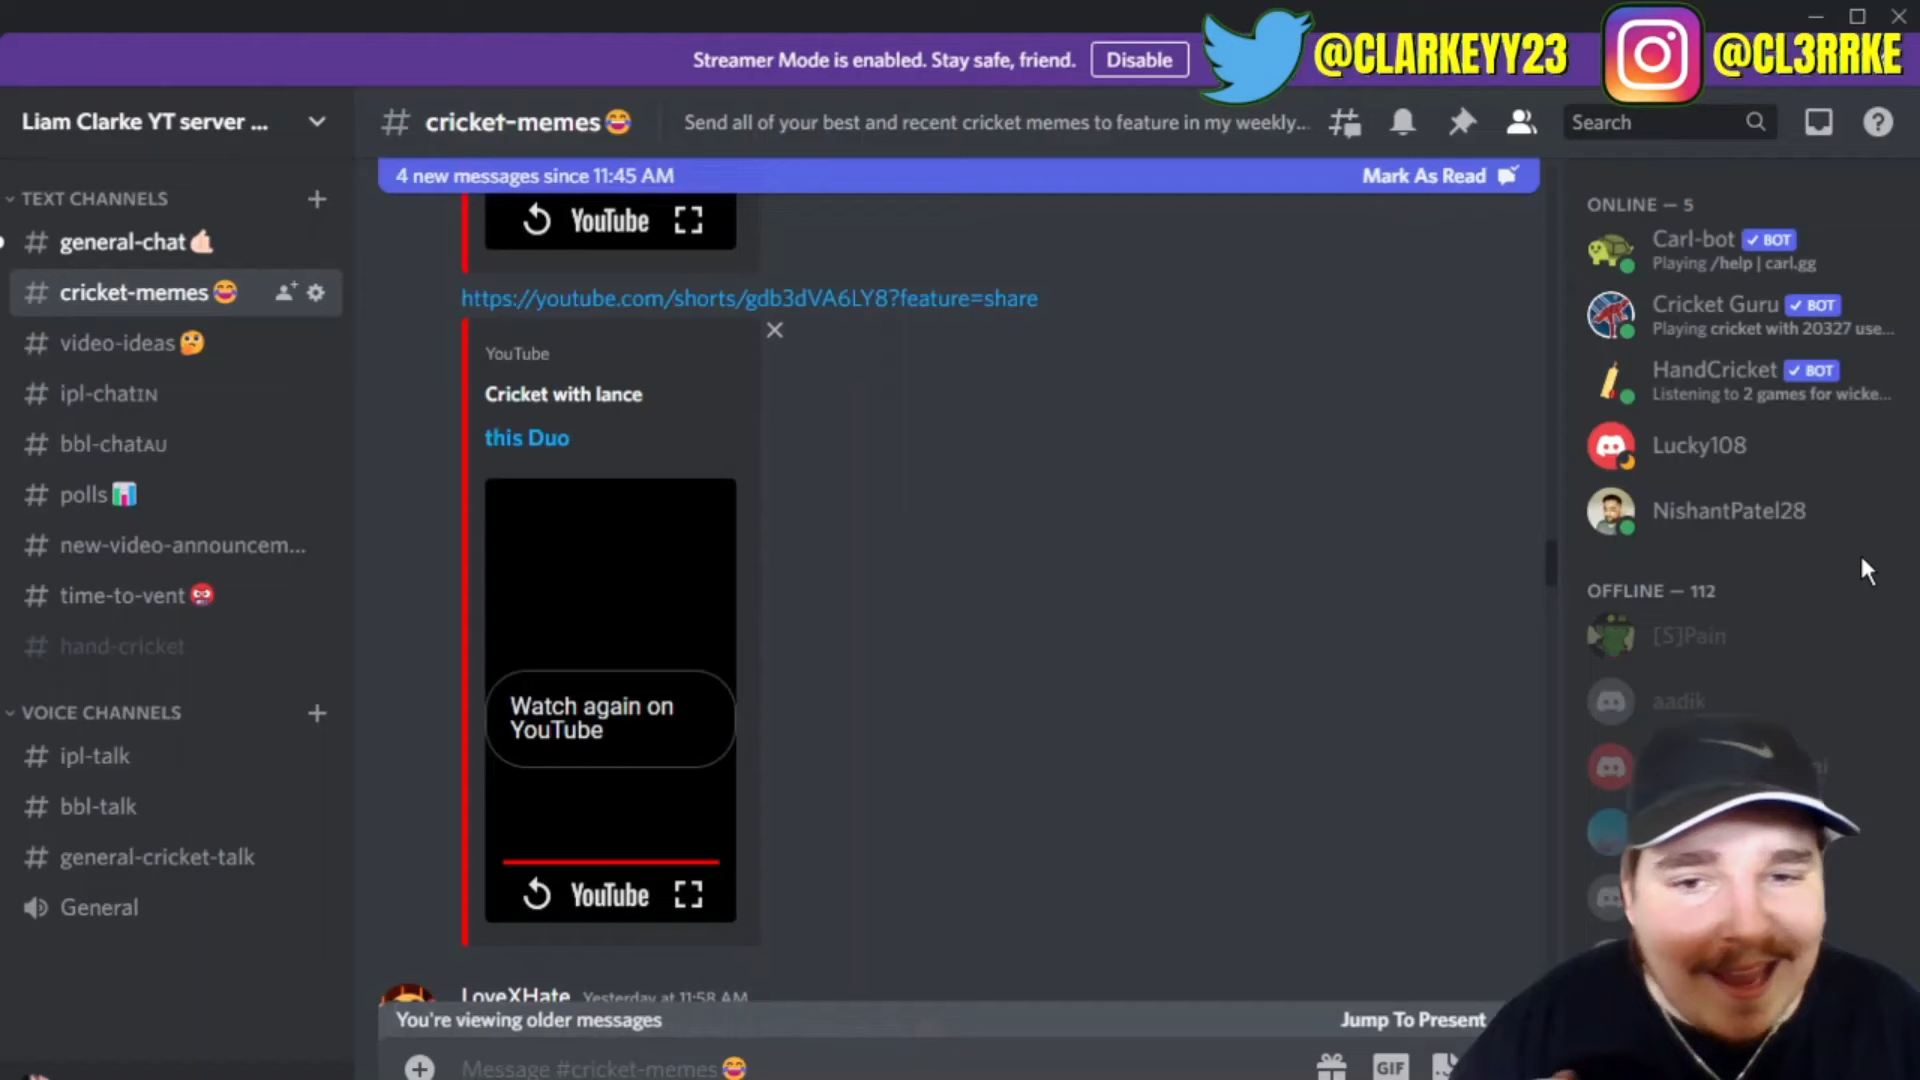 Streamer Mode is enabled. Stay safe, friend.
Disable
@CLARKEYY23
@CL3RRKE
Liam Clarke YT server ...
cricket-memes😂
Send all of your best and recent cricket memes to feature in my weekly...
Search
TEXT CHANNELS
general-chat🤙🏻
cricket-memes😂
video-ideas🤔
ipl-chatIN
bbl-chatAU
polls📊
new-video-announcem...
time-to-vent👹
hand-cricket
VOICE CHANNELS
ipl-talk
bbl-talk
general-cricket-talk
General
4 new messages since 11:45 AM
Mark As Read
YouTube
https://youtube.com/shorts/gdb3dVA6LY8?feature=share
YouTube
Cricket with lance
this Duo
Watch again on
YouTube
YouTube
LoveXHate Yesterday at 11:58 AM
You're viewing older messages
Jump To Present
Message #cricket-memes😂
GIF
ONLINE — 5
Carl-bot ✓ BOT
Playing /help | carl.gg
Cricket Guru ✓ BOT
Playing cricket with 20327 use...
HandCricket ✓ BOT
Listening to 2 games for wicke...
Lucky108
NishantPatel28
OFFLINE — 112
[S]Pain
aadik